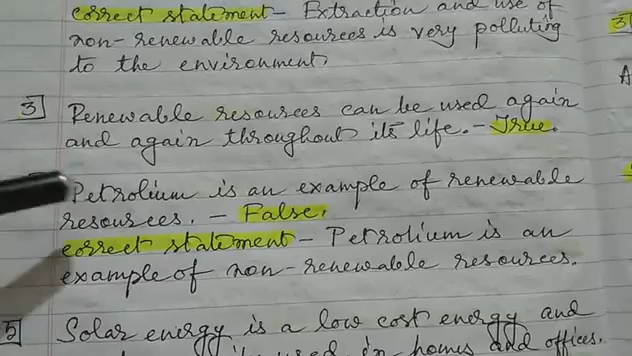 correct statement - Extraction and use of
non-renewable resources is very polluting
to the environment
3] Renewable resources can be used again
and again throughout its life. - True.
Petrolium is an example of renewable
resources. - False.
correct statement - Petrolium is an
example of non-renewable resources.
5] Solar energy is a low cost energy and
used in homes and offices.